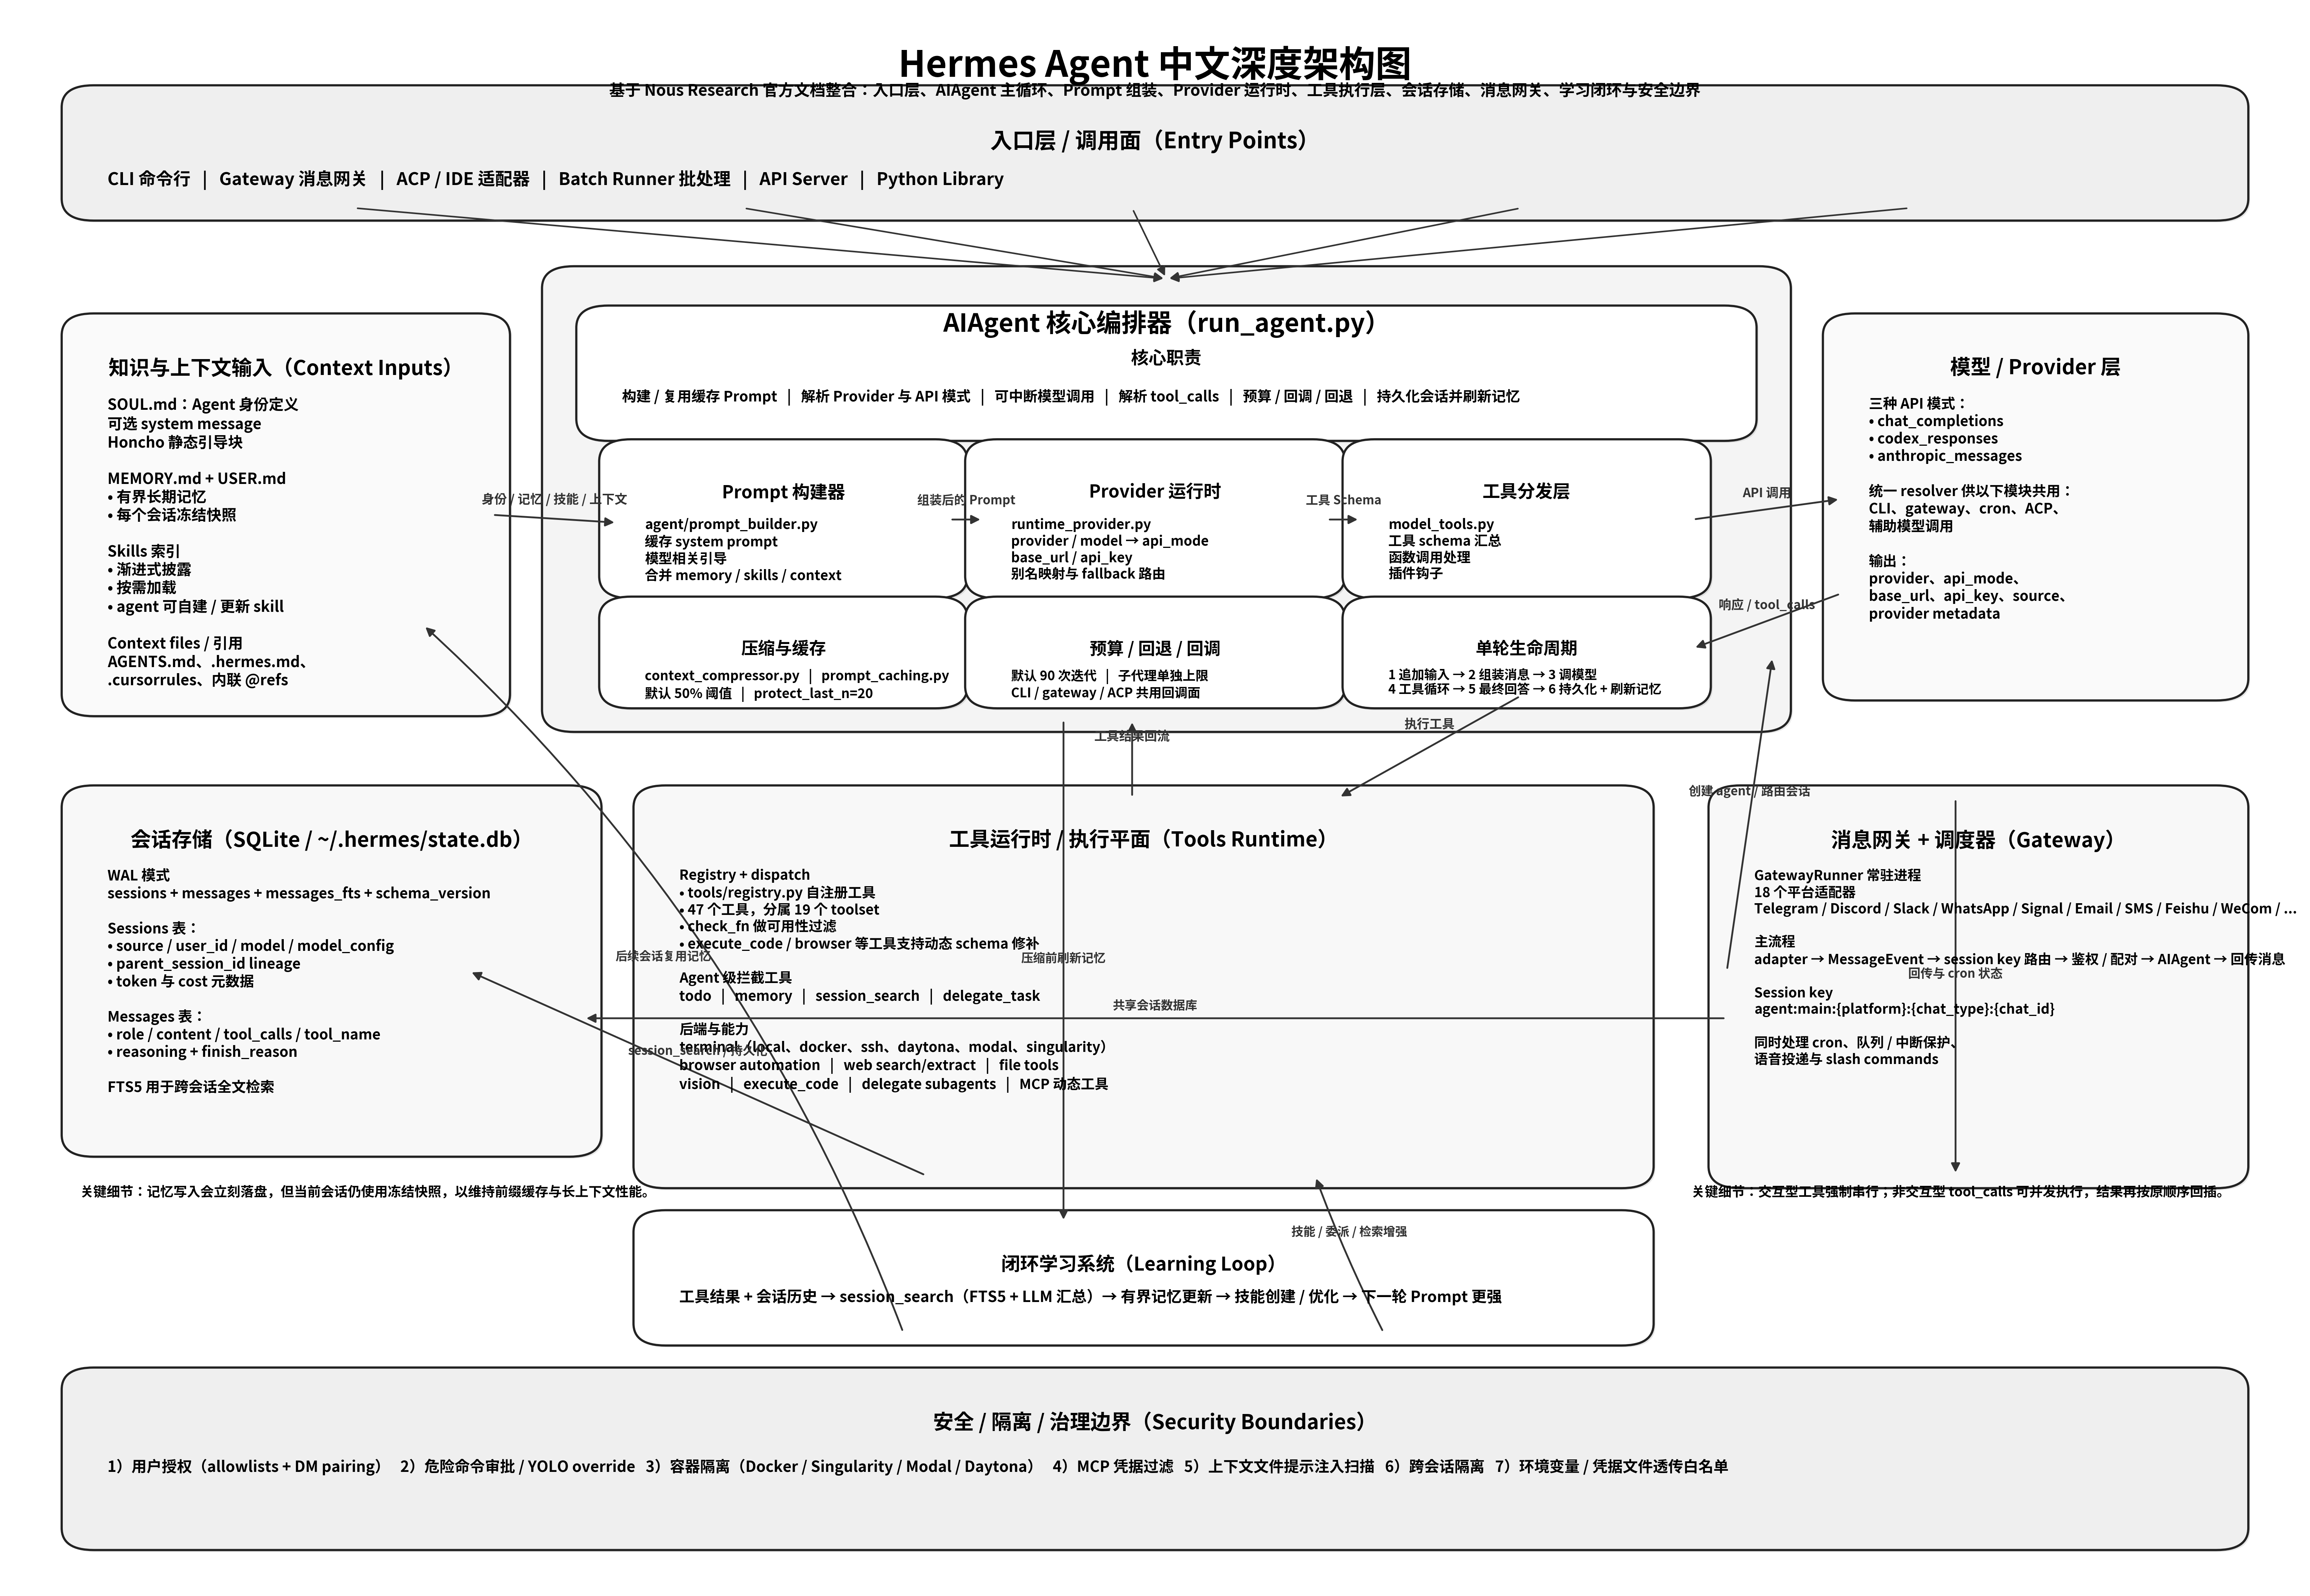 Hermes Agent 中文深度架构图
基于 Nous Research 官方文档整合：入口层、AIAgent 主循环、Prompt 组装、Provider 运行时、工具执行层、会话存储、消息网关、学习闭环与安全边界
入口层 / 调用面（Entry Points）
CLI 命令行 | Gateway 消息网关 | ACP / IDE 适配器 | Batch Runner 批处理 | API Server | Python Library
知识与上下文输入（Context Inputs）
SOUL.md：Agent 身份定义
可选 system message
Honcho 静态引导块
MEMORY.md + USER.md
• 有界长期记忆
• 每个会话冻结快照
Skills 索引
• 渐进式披露
• 按需加载
• agent 可自建 / 更新 skill
Context files / 引用
AGENTS.md、.hermes.md、
.cursorrules、内联 @refs
身份 / 记忆 / 技能 / 上下文
AIAgent 核心编排器（run_agent.py）
核心职责
构建 / 复用缓存 Prompt | 解析 Provider 与 API 模式 | 可中断模型调用 | 解析 tool_calls | 预算 / 回调 / 回退 | 持久化会话并刷新记忆
Prompt 构建器
agent/prompt_builder.py
缓存 system prompt
模型相关引导
合并 memory / skills / context
组装后的 Prompt
Provider 运行时
runtime_provider.py
provider / model → api_mode
base_url / api_key
别名映射与 fallback 路由
工具 Schema
工具分发层
model_tools.py
工具 schema 汇总
函数调用处理
插件钩子
压缩与缓存
context_compressor.py | prompt_caching.py
默认 50% 阈值 | protect_last_n=20
预算 / 回退 / 回调
默认 90 次迭代 | 子代理单独上限
CLI / gateway / ACP 共用回调面
单轮生命周期
1 追加输入 → 2 组装消息 → 3 调模型
4 工具循环 → 5 最终回答 → 6 持久化 + 刷新记忆
API 调用
响应 / tool_calls
模型 / Provider 层
三种 API 模式：
• chat_completions
• codex_responses
• anthropic_messages
统一 resolver 供以下模块共用：
CLI、gateway、cron、ACP、
辅助模型调用
输出：
provider、api_mode、
base_url、api_key、source、
provider metadata
工具结果回流
执行工具
创建 agent / 路由会话
会话存储（SQLite / ~/.hermes/state.db）
WAL 模式
sessions + messages + messages_fts + schema_version
Sessions 表：
• source / user_id / model / model_config
• parent_session_id lineage
• token 与 cost 元数据
Messages 表：
• role / content / tool_calls / tool_name
• reasoning + finish_reason
FTS5 用于跨会话全文检索
后续会话复用记忆
session_search / 持久化
工具运行时 / 执行平面（Tools Runtime）
Registry + dispatch
• tools/registry.py 自注册工具
• 47 个工具，分属 19 个 toolset
• check_fn 做可用性过滤
• execute_code / browser 等工具支持动态 schema 修补
压缩前刷新记忆
Agent 级拦截工具
todo | memory | session_search | delegate_task
共享会话数据库
后端与能力
terminal（local、docker、ssh、daytona、modal、singularity）
browser automation | web search/extract | file tools
vision | execute_code | delegate subagents | MCP 动态工具
消息网关 + 调度器（Gateway）
GatewayRunner 常驻进程
18 个平台适配器
Telegram / Discord / Slack / WhatsApp / Signal / Email / SMS / Feishu / WeCom / ...
主流程
adapter → MessageEvent → session key 路由 → 鉴权 / 配对 → AIAgent → 回传消息
回传与 cron 状态
Session key
agent:main:{platform}:{chat_type}:{chat_id}
同时处理 cron、队列 / 中断保护、
语音投递与 slash commands
关键细节：记忆写入会立刻落盘，但当前会话仍使用冻结快照，以维持前缀缓存与长上下文性能。
关键细节：交互型工具强制串行；非交互型 tool_calls 可并发执行，结果再按原顺序回插。
技能 / 委派 / 检索增强
闭环学习系统（Learning Loop）
工具结果 + 会话历史 → session_search（FTS5 + LLM 汇总）→ 有界记忆更新 → 技能创建 / 优化 → 下一轮 Prompt 更强
安全 / 隔离 / 治理边界（Security Boundaries）
1）用户授权（allowlists + DM pairing） 2）危险命令审批 / YOLO override 3）容器隔离（Docker / Singularity / Modal / Daytona） 4）MCP 凭据过滤 5）上下文文件提示注入扫描 6）跨会话隔离 7）环境变量 / 凭据文件透传白名单